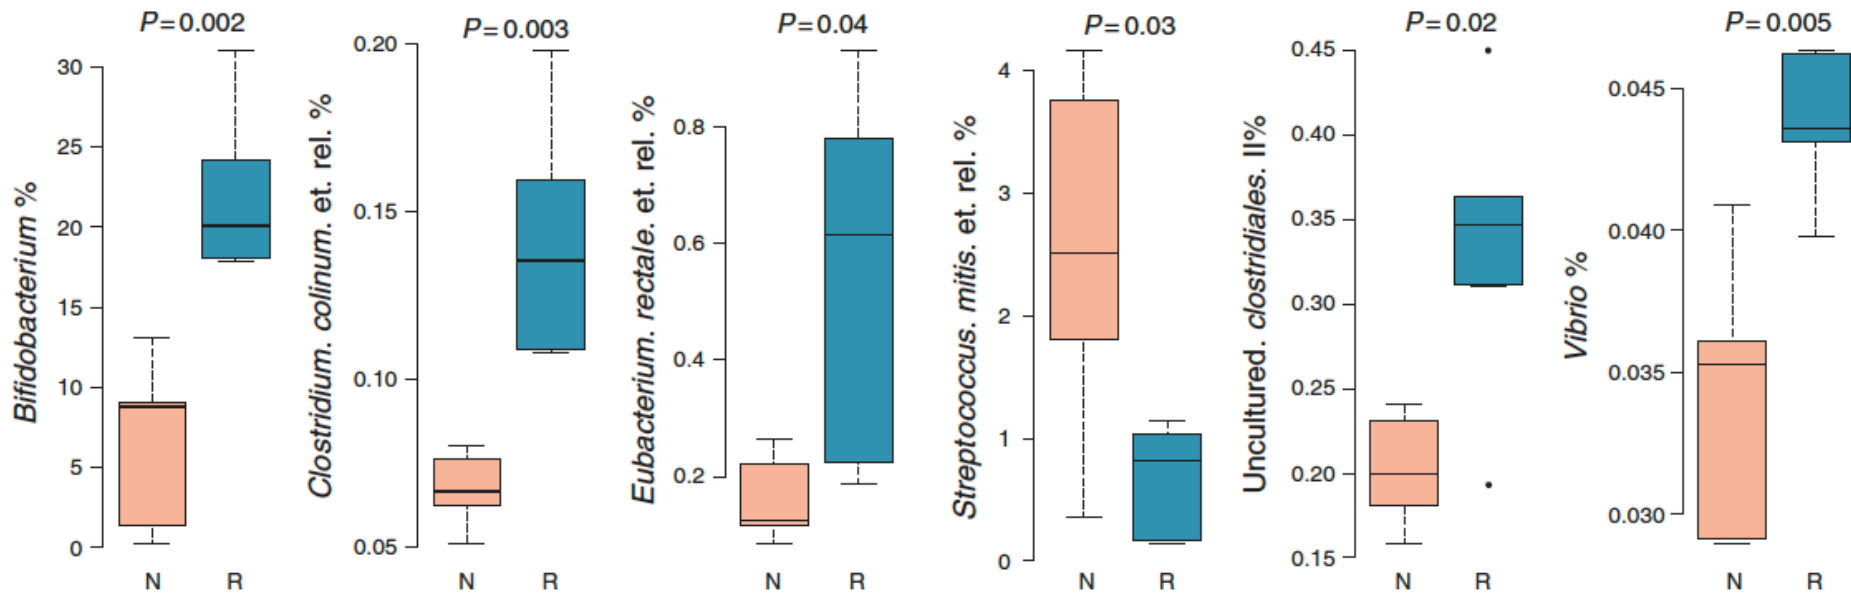 P=0.002
Bifidobacterium %
30
25
20
15
10
5
0
N R
P=0.003
Clostridium. colinum. et. rel. %
0.20
0.15
0.10
0.05
N R
P=0.04
Eubacterium. rectale. et. rel. %
0.8
0.6
0.4
0.2
N R
P=0.03
Streptococcus. mitis. et. rel. %
4
3
2
1
0
N R
P=0.02
Uncultured. clostridiales. II%
0.45
0.40
0.35
0.30
0.25
0.20
0.15
N R
P=0.005
Vibrio %
0.045
0.040
0.035
0.030
N R